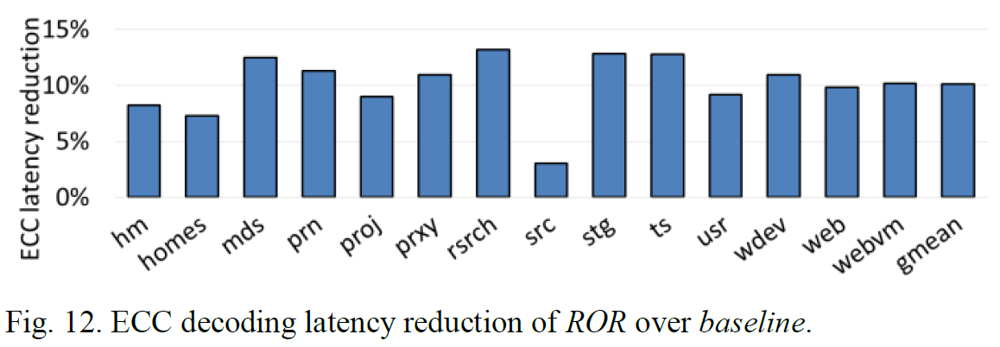 ECC latency reduction
15%
10%
5%
0%
hm
homes
mds
prn
proj
prxy
rsrch
src
stg
ts
usr
wdev
web
webvm
gmean
Fig. 12. ECC decoding latency reduction of ROR over baseline.